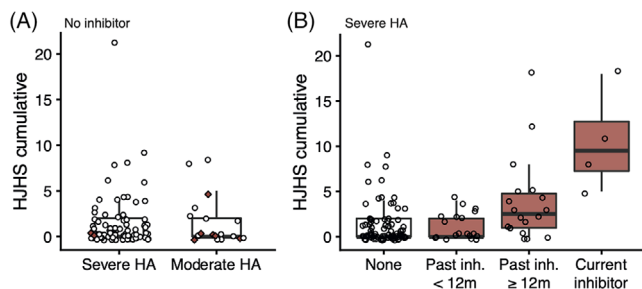 (A)
No inhibitor
HJHS cumulative
20
15
10
5
0
Severe HA
Moderate HA
(B)
Severe HA
HJHS cumulative
20
15
10
5
0
None
Past inh.
< 12m
Past inh.
≥ 12m
Current
inhibitor